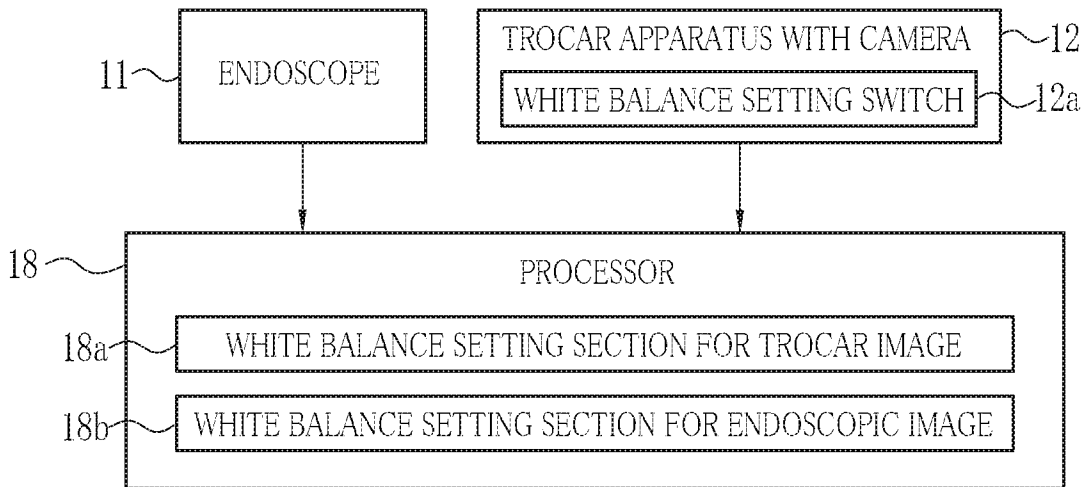 11
ENDOSCOPE
TROCAR APPARATUS WITH CAMERA
12
WHITE BALANCE SETTING SWITCH
12a
18
PROCESSOR
18a
WHITE BALANCE SETTING SECTION FOR TROCAR IMAGE
18b
WHITE BALANCE SETTING SECTION FOR ENDOSCOPIC IMAGE